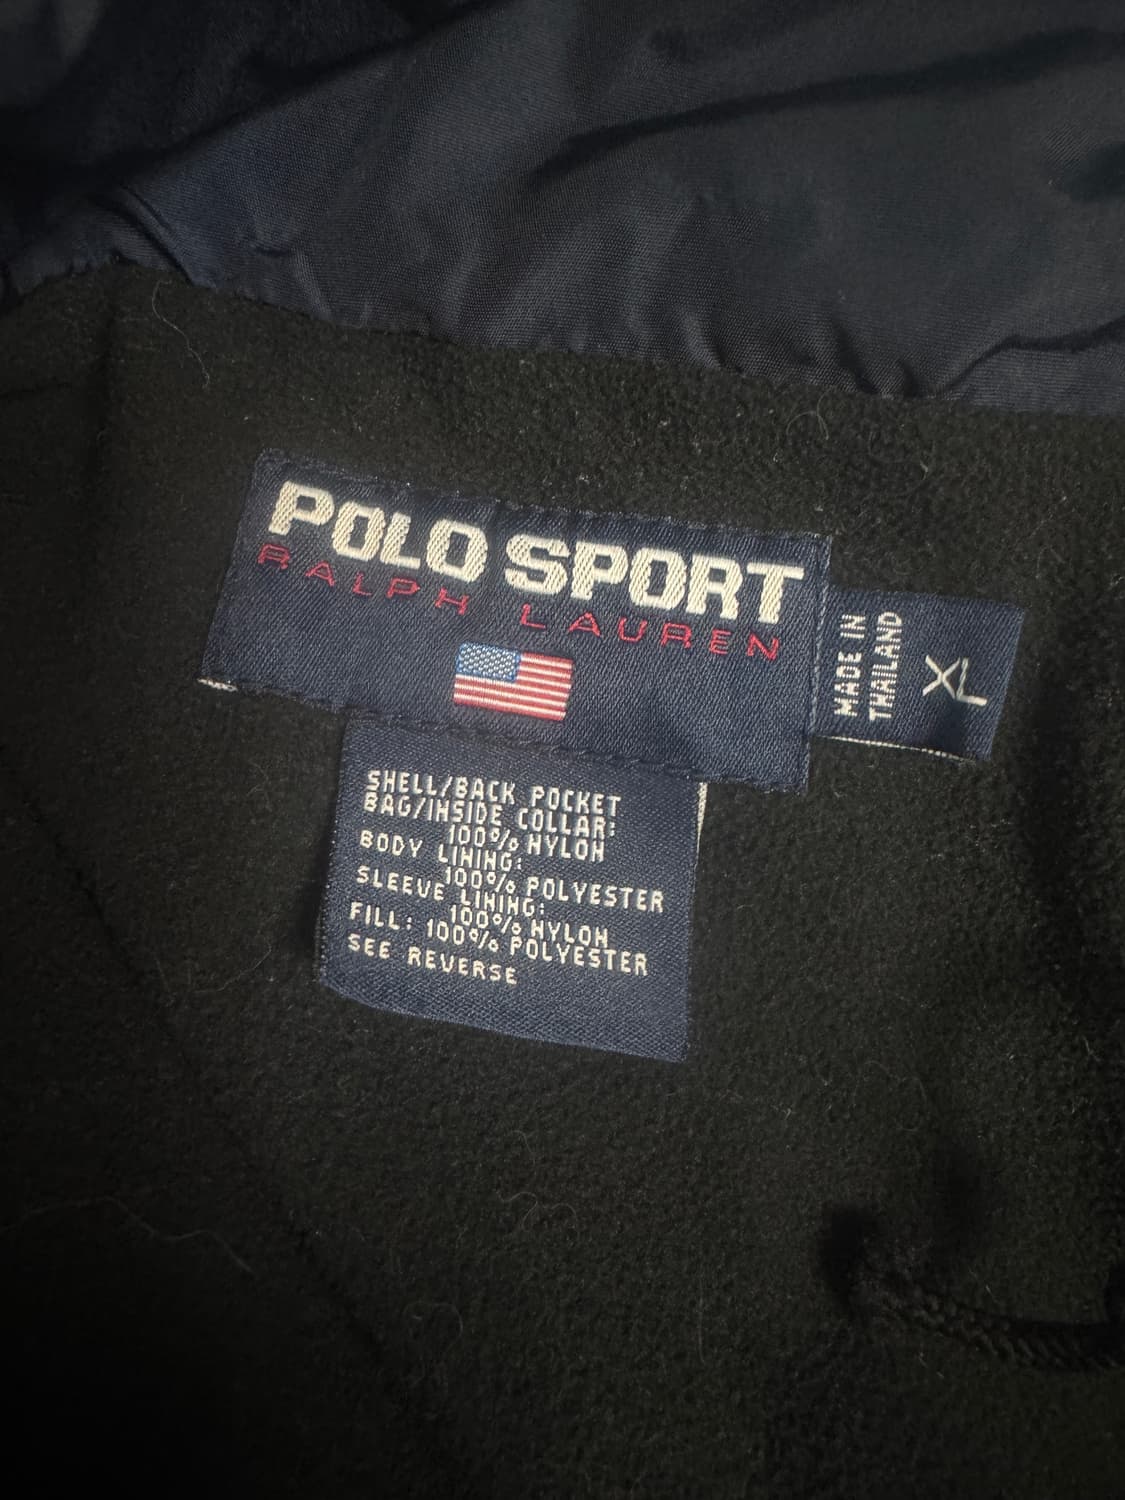 POLO SPORT
RALPH LAUREN
MADE IN
THAILAND
XL
SHELL/BACK POCKET
BAG/INSIDE COLLAR:
100% NYLON
BODY LINING:
100% POLYESTER
SLEEVE LINING:
100% NYLON
FILL: 100% POLYESTER
SEE REVERSE